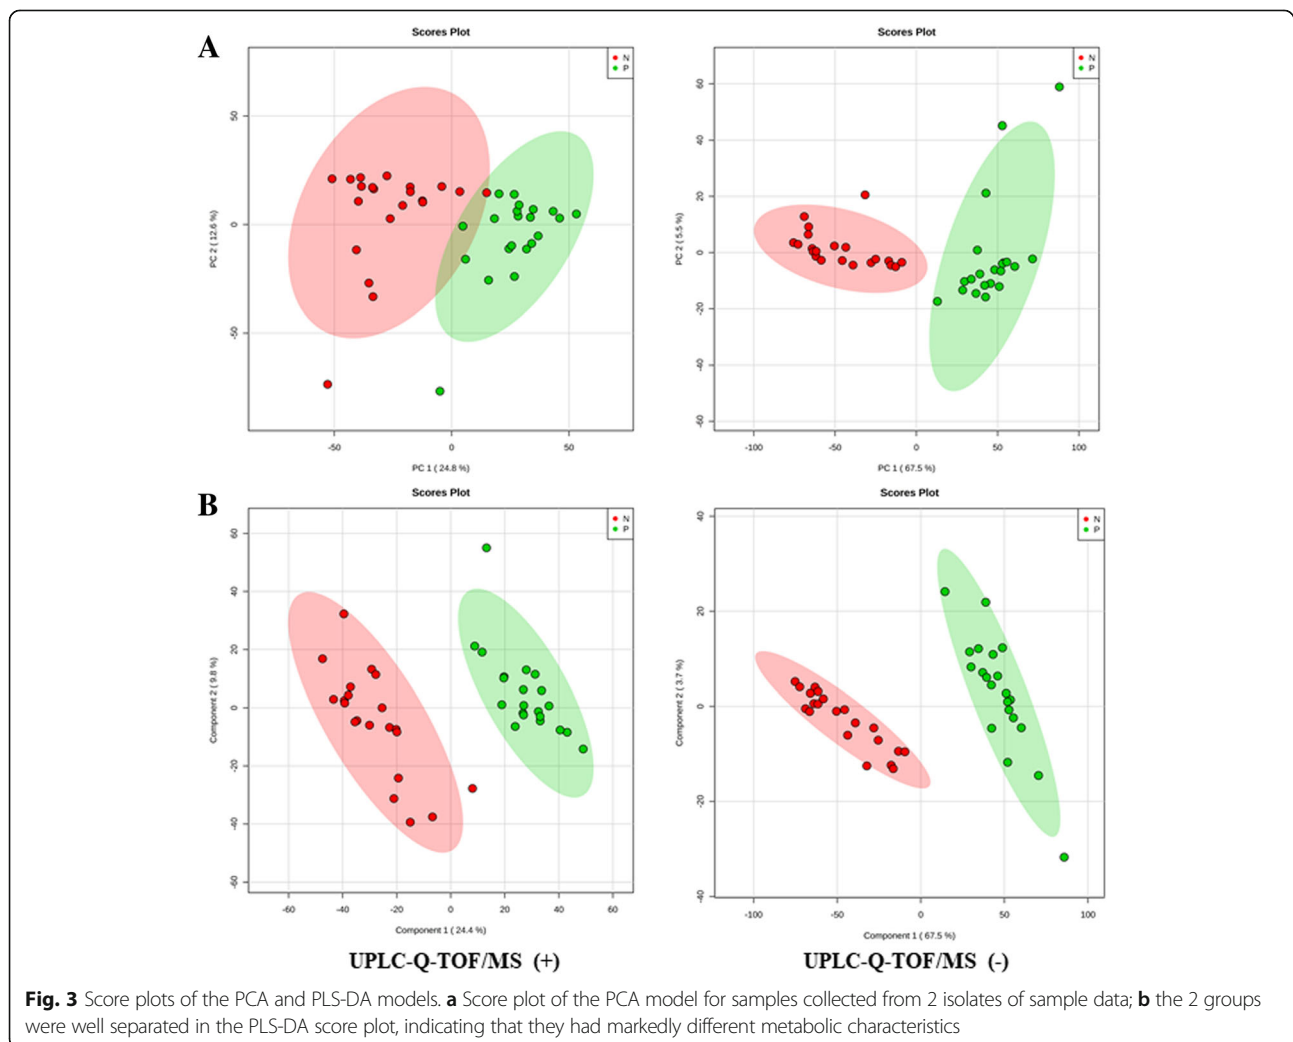 A
Scores Plot
N
P
50
0
-50
PC 2 ( 12.6 %)
-50
0
50
PC 1 ( 24.8 %)
Scores Plot
N
P
60
40
20
0
-20
-40
-60
PC 2 ( 5.5 %)
-100
-50
0
50
100
PC 1 ( 67.5 %)
B
Scores Plot
N
P
60
40
20
0
-20
-40
-60
Component 2 ( 9.8 %)
-60
-40
-20
0
20
40
60
Component 1 ( 24.4 %)
UPLC-Q-TOF/MS (+)
Scores Plot
N
P
40
20
0
-20
-40
Component 2 ( 3.7 %)
-100
-50
0
50
100
Component 1 ( 67.5 %)
UPLC-Q-TOF/MS (-)
Fig. 3 Score plots of the PCA and PLS-DA models. a Score plot of the PCA model for samples collected from 2 isolates of sample data; b the 2 groups
were well separated in the PLS-DA score plot, indicating that they had markedly different metabolic characteristics